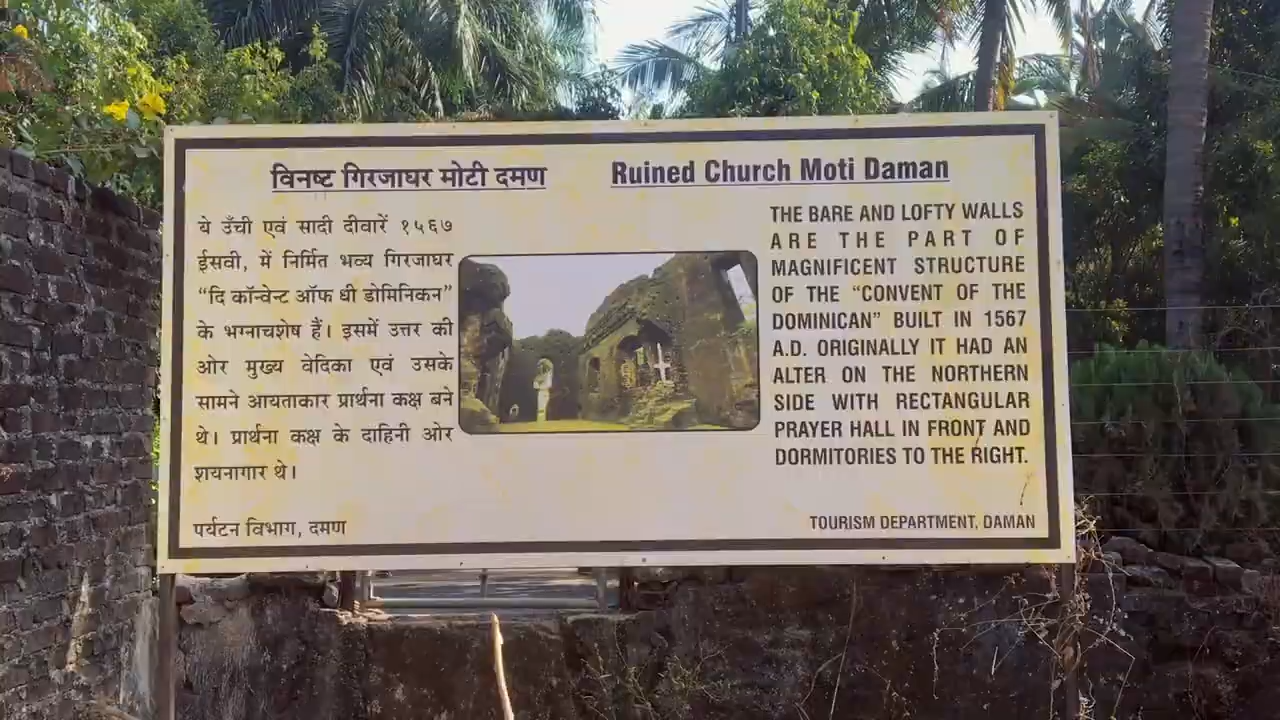 विनष्ट गिरजाघर मोटी दमण
ये उँची एवं सादी दीवारें १५६७
ईसवी, में निर्मित भव्य गिरजाघर
“दि कॉन्वेन्ट ऑफ धी डोमिनिकन”
के भग्नाचशेष हैं। इसमें उत्तर की
ओर मुख्य वेदिका एवं उसके
सामने आयताकार प्रार्थना कक्ष बने
थे। प्रार्थना कक्ष के दाहिनी ओर
शयनागार थे।
पर्यटन विभाग, दमण
Ruined Church Moti Daman
THE BARE AND LOFTY WALLS
ARE THE PART OF
MAGNIFICENT STRUCTURE
OF THE “CONVENT OF THE
DOMINICAN” BUILT IN 1567
A.D. ORIGINALLY IT HAD AN
ALTER ON THE NORTHERN
SIDE WITH RECTANGULAR
PRAYER HALL IN FRONT AND
DORMITORIES TO THE RIGHT.
TOURISM DEPARTMENT, DAMAN